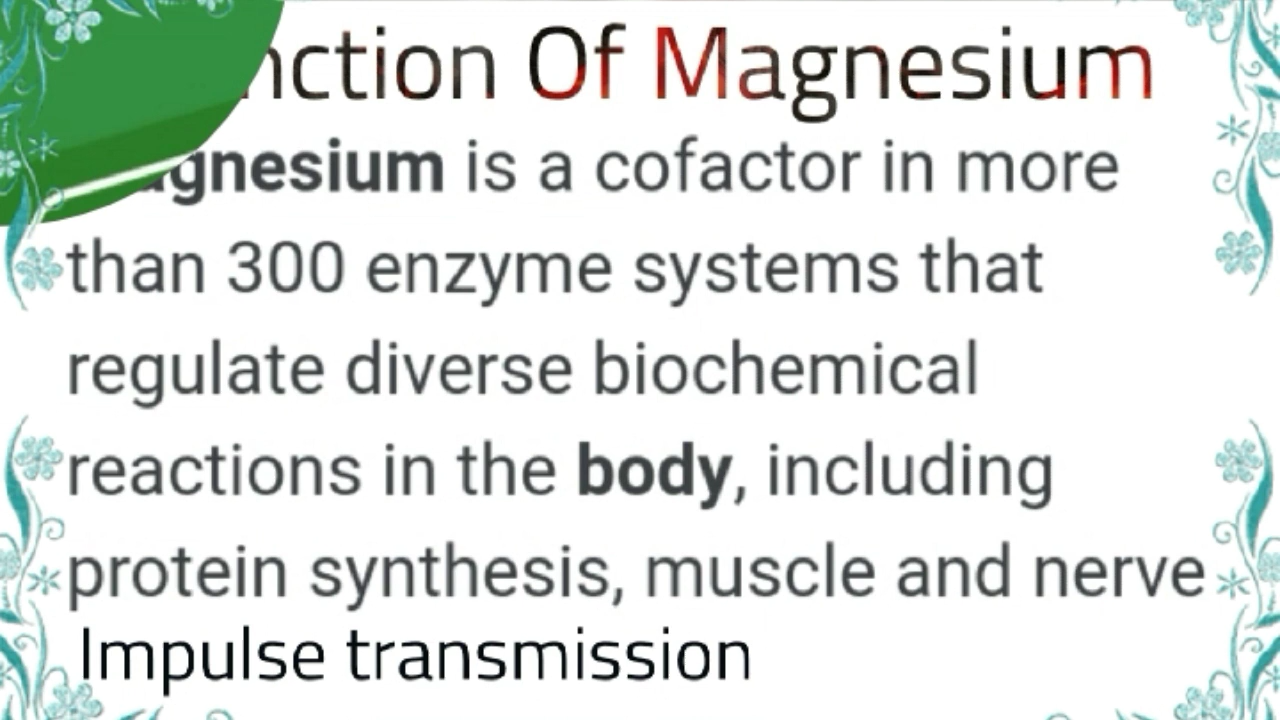 nction Of Magnesium
agnesium is a cofactor in more
than 300 enzyme systems that
regulate diverse biochemical
reactions in the body, including
protein synthesis, muscle and nerve
Impulse transmission